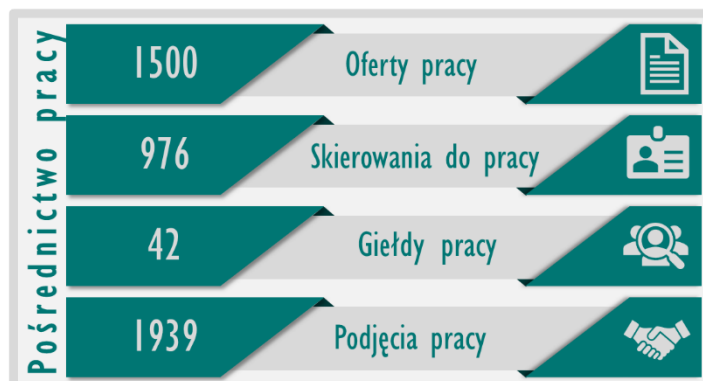 Pośrednictwo pracy
1500 Oferty pracy
976 Skierowania do pracy
42 Giełdy pracy
1939 Podjęcia pracy